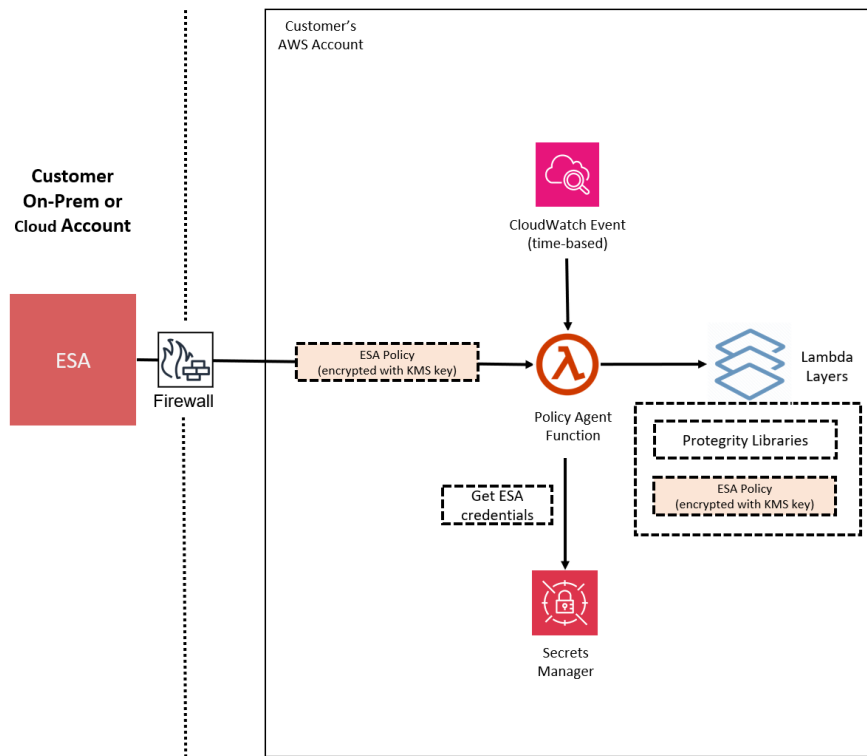 Customer's
AWS Account
Customer
On-Prem or
Cloud Account
CloudWatch Event
(time-based)
ESA
Firewall
ESA Policy
(encrypted with KMS key)
Policy Agent
Function
Lambda
Layers
Protegrity Libraries
ESA Policy
(encrypted with KMS key)
Get ESA
credentials
Secrets
Manager